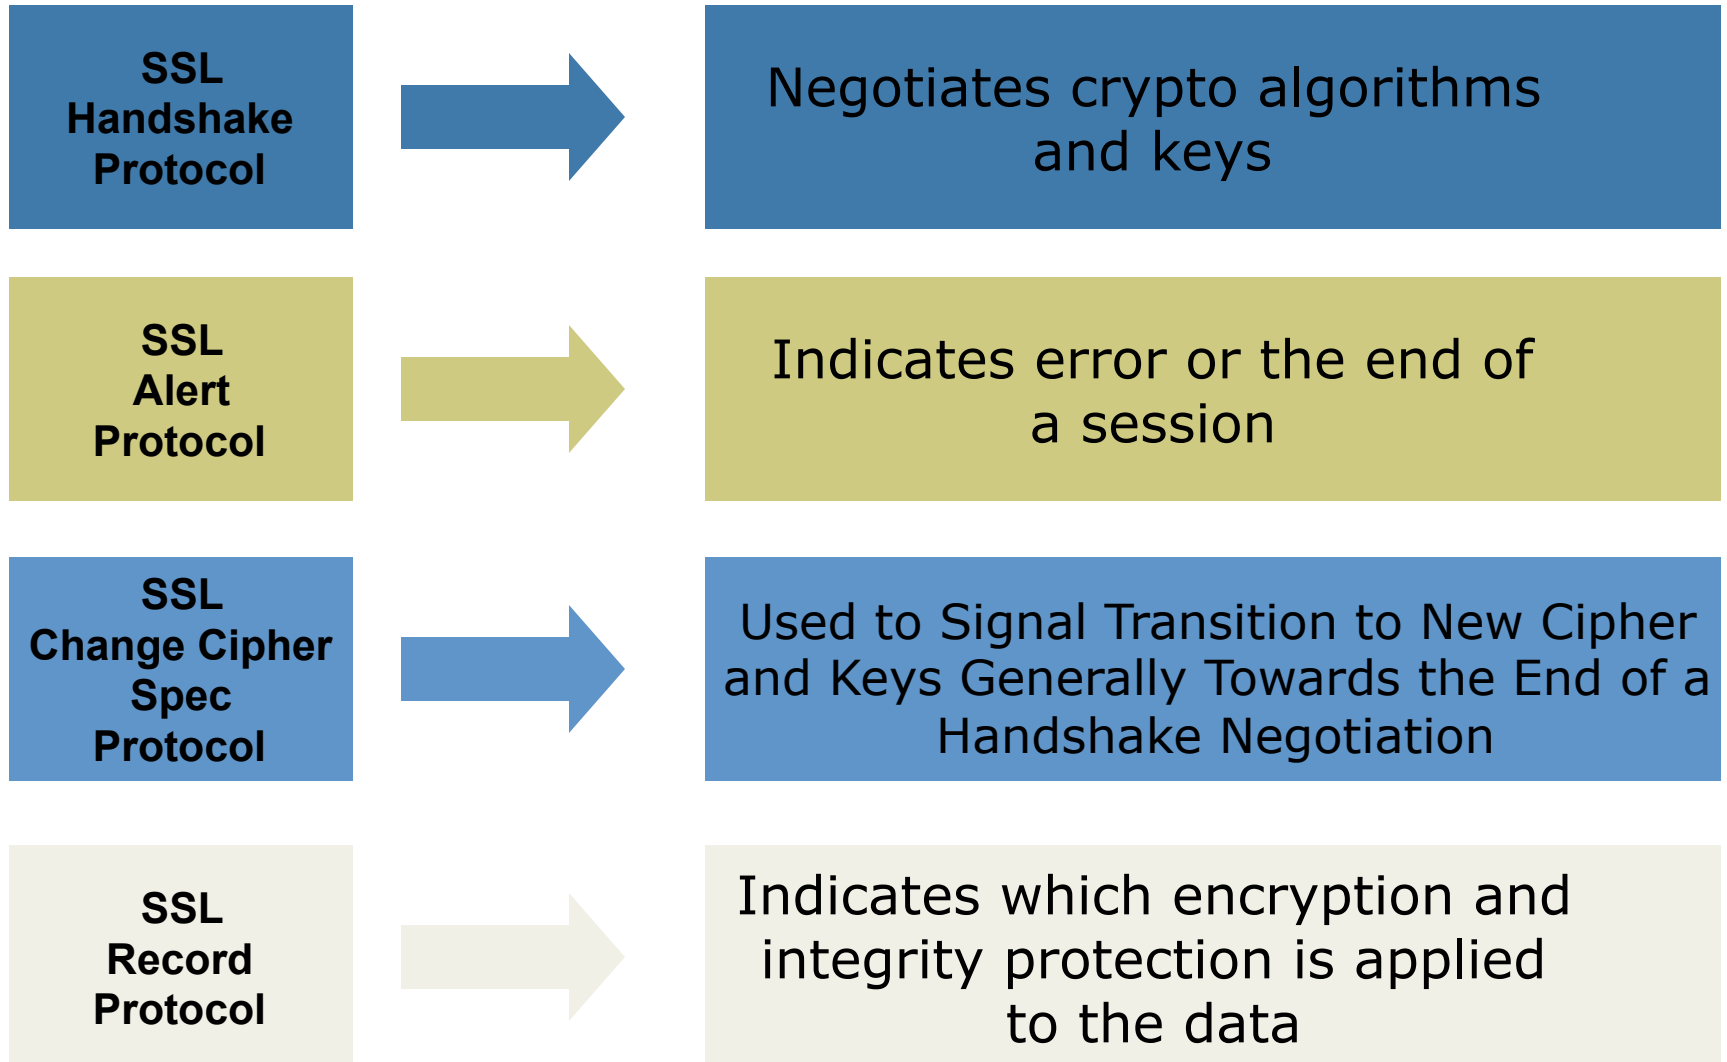 SSL
Handshake
Protocol
Negotiates crypto algorithms
and keys
SSL
Alert
Protocol
Indicates error or the end of
a session
SSL
Change Cipher
Spec
Protocol
Used to Signal Transition to New Cipher
and Keys Generally Towards the End of a
Handshake Negotiation
SSL
Record
Protocol
Indicates which encryption and
integrity protection is applied
to the data